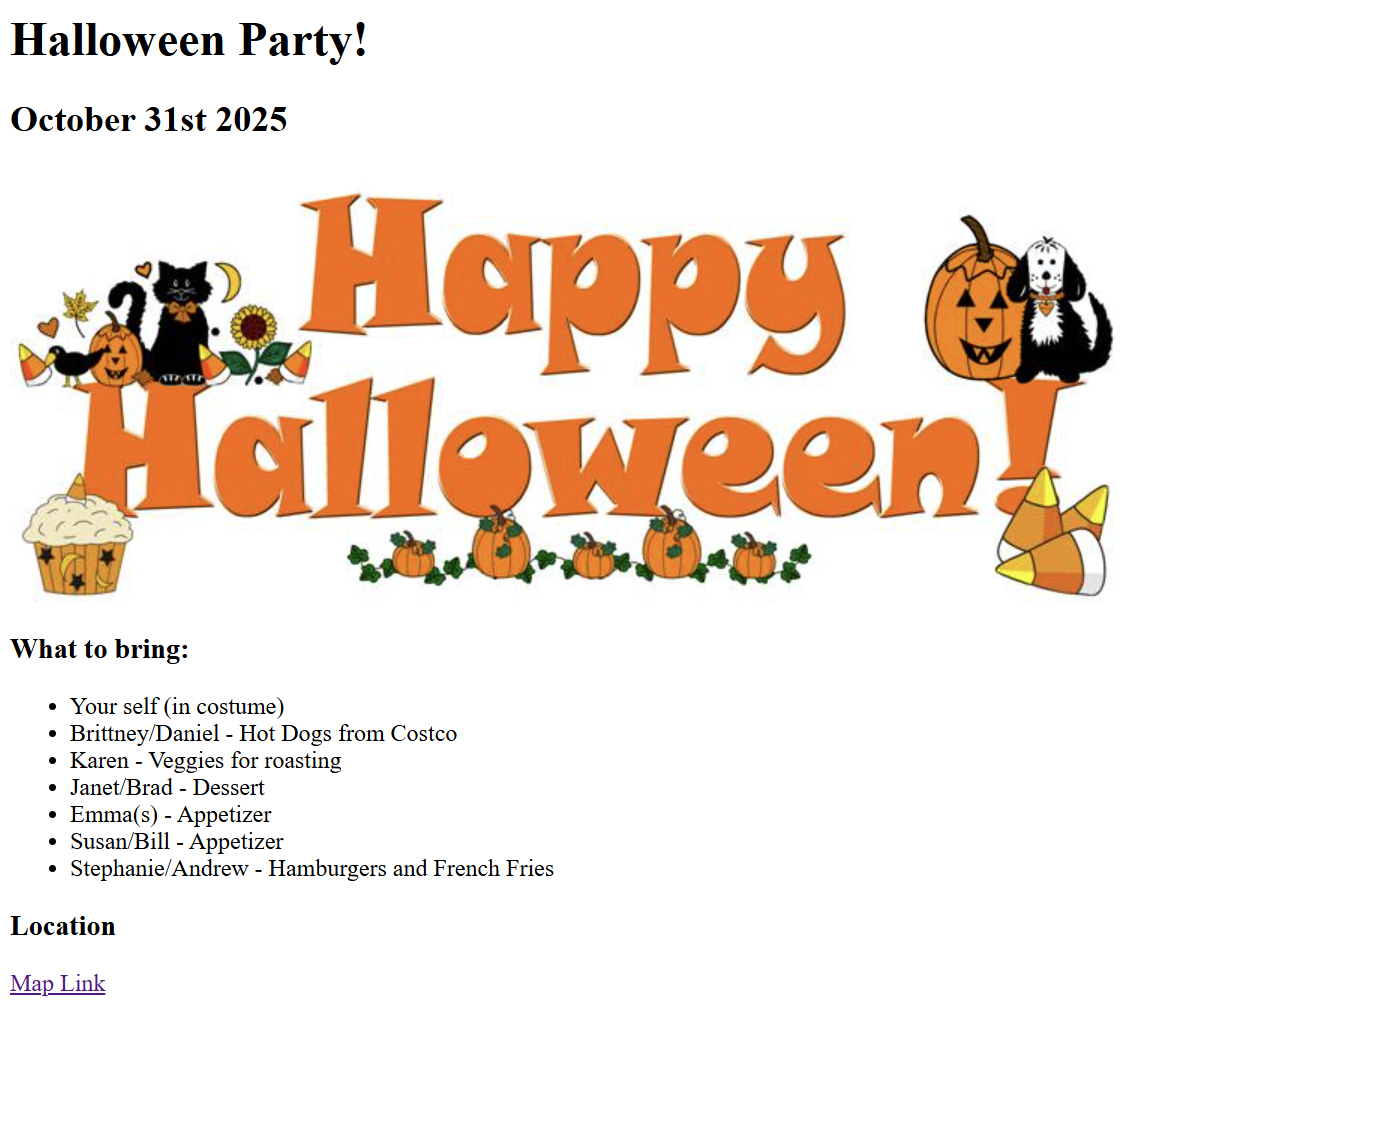 Halloween Party!
October 31st 2025
Happy
Halloween!
What to bring:
• Your self (in costume)
• Brittney/Daniel - Hot Dogs from Costco
• Karen - Veggies for roasting
• Janet/Brad - Dessert
• Emma(s) - Appetizer
• Susan/Bill - Appetizer
• Stephanie/Andrew - Hamburgers and French Fries
Location
Map Link